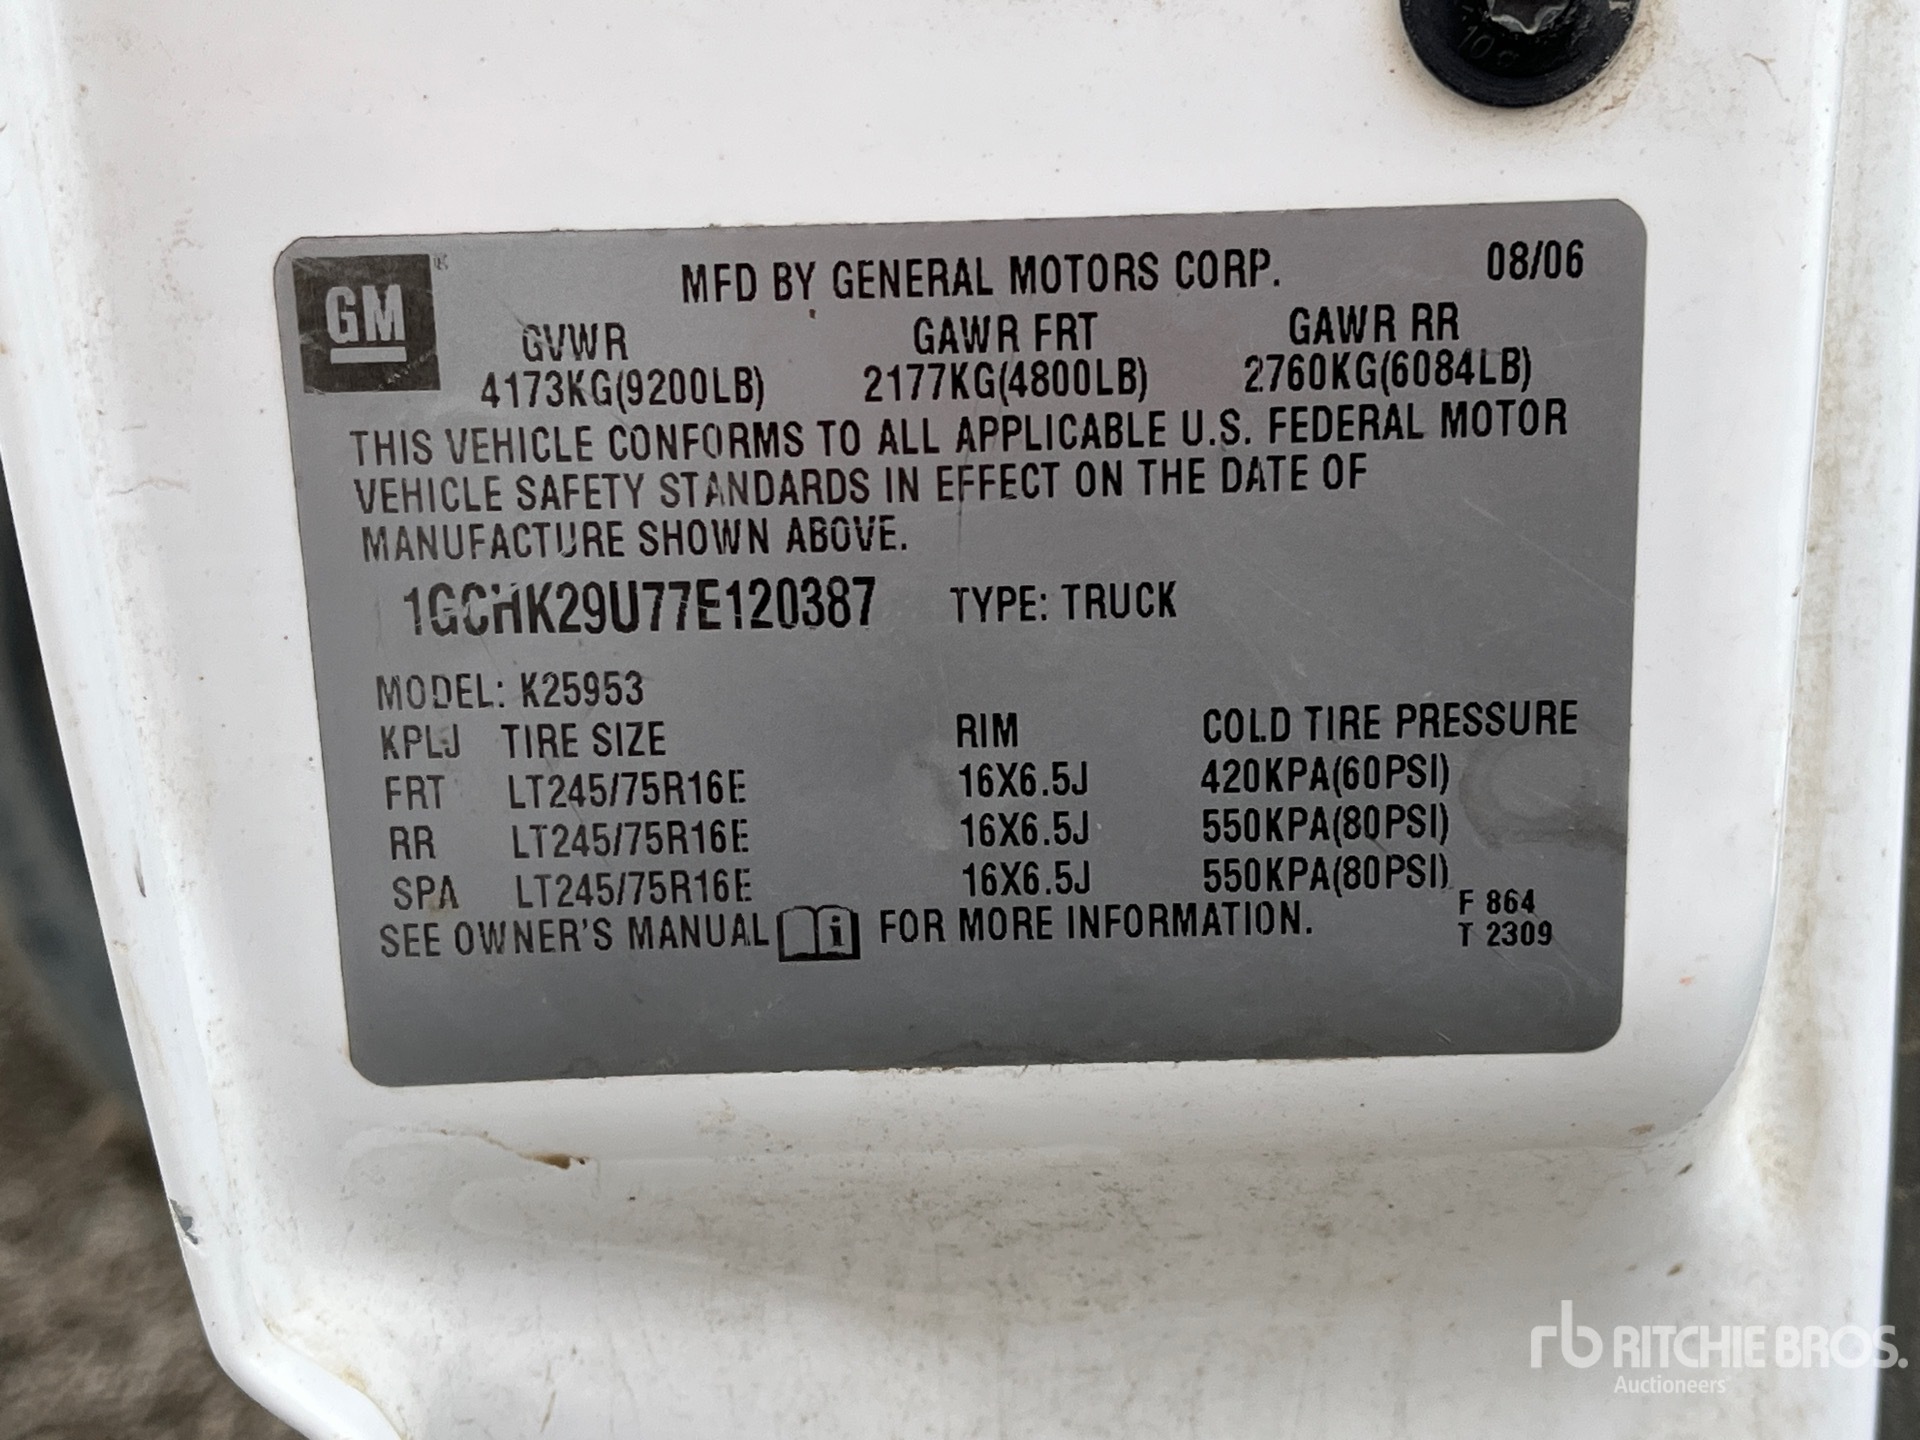 10.9
GM
MFD BY GENERAL MOTORS CORP. 08/06
GVWR GAWR FRT GAWR RR
4173KG(9200LB) 2177KG(4800LB) 2760KG(6084LB)
THIS VEHICLE CONFORMS TO ALL APPLICABLE U.S. FEDERAL MOTOR
VEHICLE SAFETY STANDARDS IN EFFECT ON THE DATE OF
MANUFACTURE SHOWN ABOVE.
1GCHK29U77E120387 TYPE: TRUCK
MODEL: K25953
KPLJ TIRE SIZE RIM COLD TIRE PRESSURE
FRT LT245/75R16E 16X6.5J 420KPA(60PSI)
RR LT245/75R16E 16X6.5J 550KPA(80PSI)
SPA LT245/75R16E 16X6.5J 550KPA(80PSI)
SEE OWNER'S MANUAL i FOR MORE INFORMATION.
F 864
T 2309
rb RITCHIE BROS.
Auctioneers